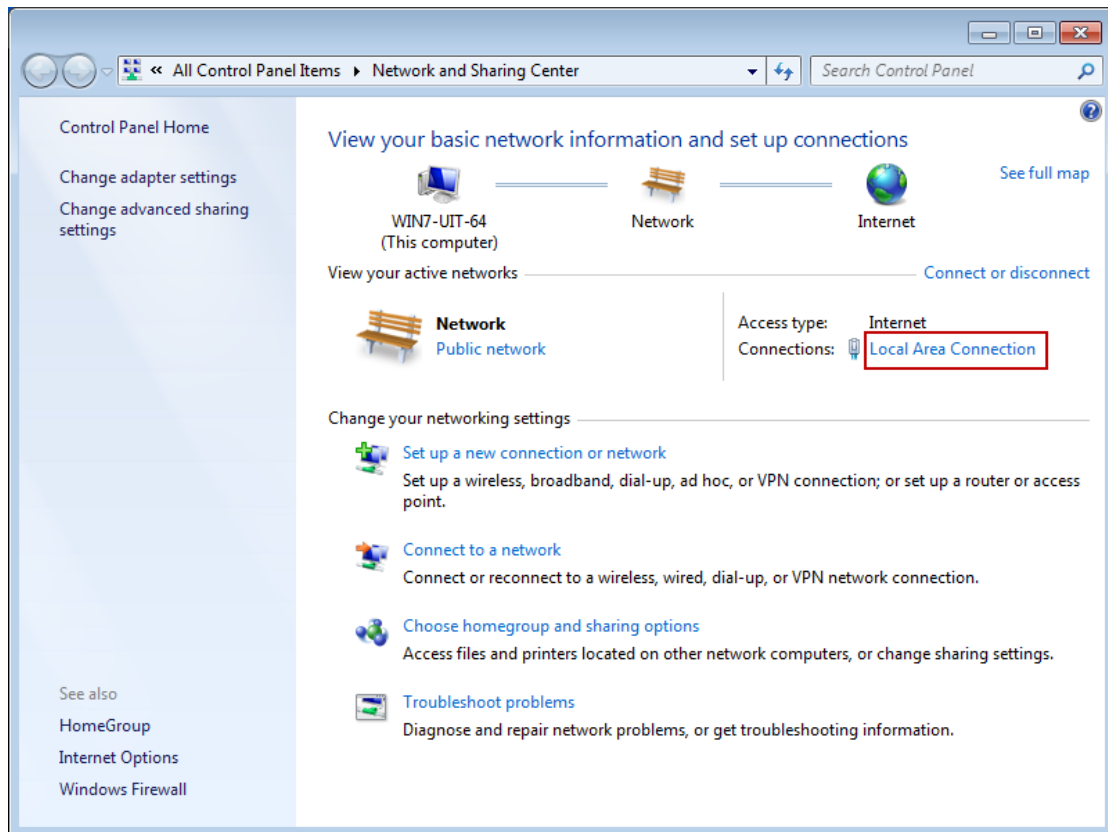 « All Control Panel Items ▸ Network and Sharing Center
Search Control Panel
Control Panel Home
Change adapter settings
Change advanced sharing
settings
See also
HomeGroup
Internet Options
Windows Firewall
View your basic network information and set up connections
See full map
WIN7-UIT-64
(This computer)
Network
Internet
View your active networks
Connect or disconnect
Network
Public network
Access type: Internet
Connections: Local Area Connection
Change your networking settings
Set up a new connection or network
Set up a wireless, broadband, dial-up, ad hoc, or VPN connection; or set up a router or access
point.
Connect to a network
Connect or reconnect to a wireless, wired, dial-up, or VPN network connection.
Choose homegroup and sharing options
Access files and printers located on other network computers, or change sharing settings.
Troubleshoot problems
Diagnose and repair network problems, or get troubleshooting information.